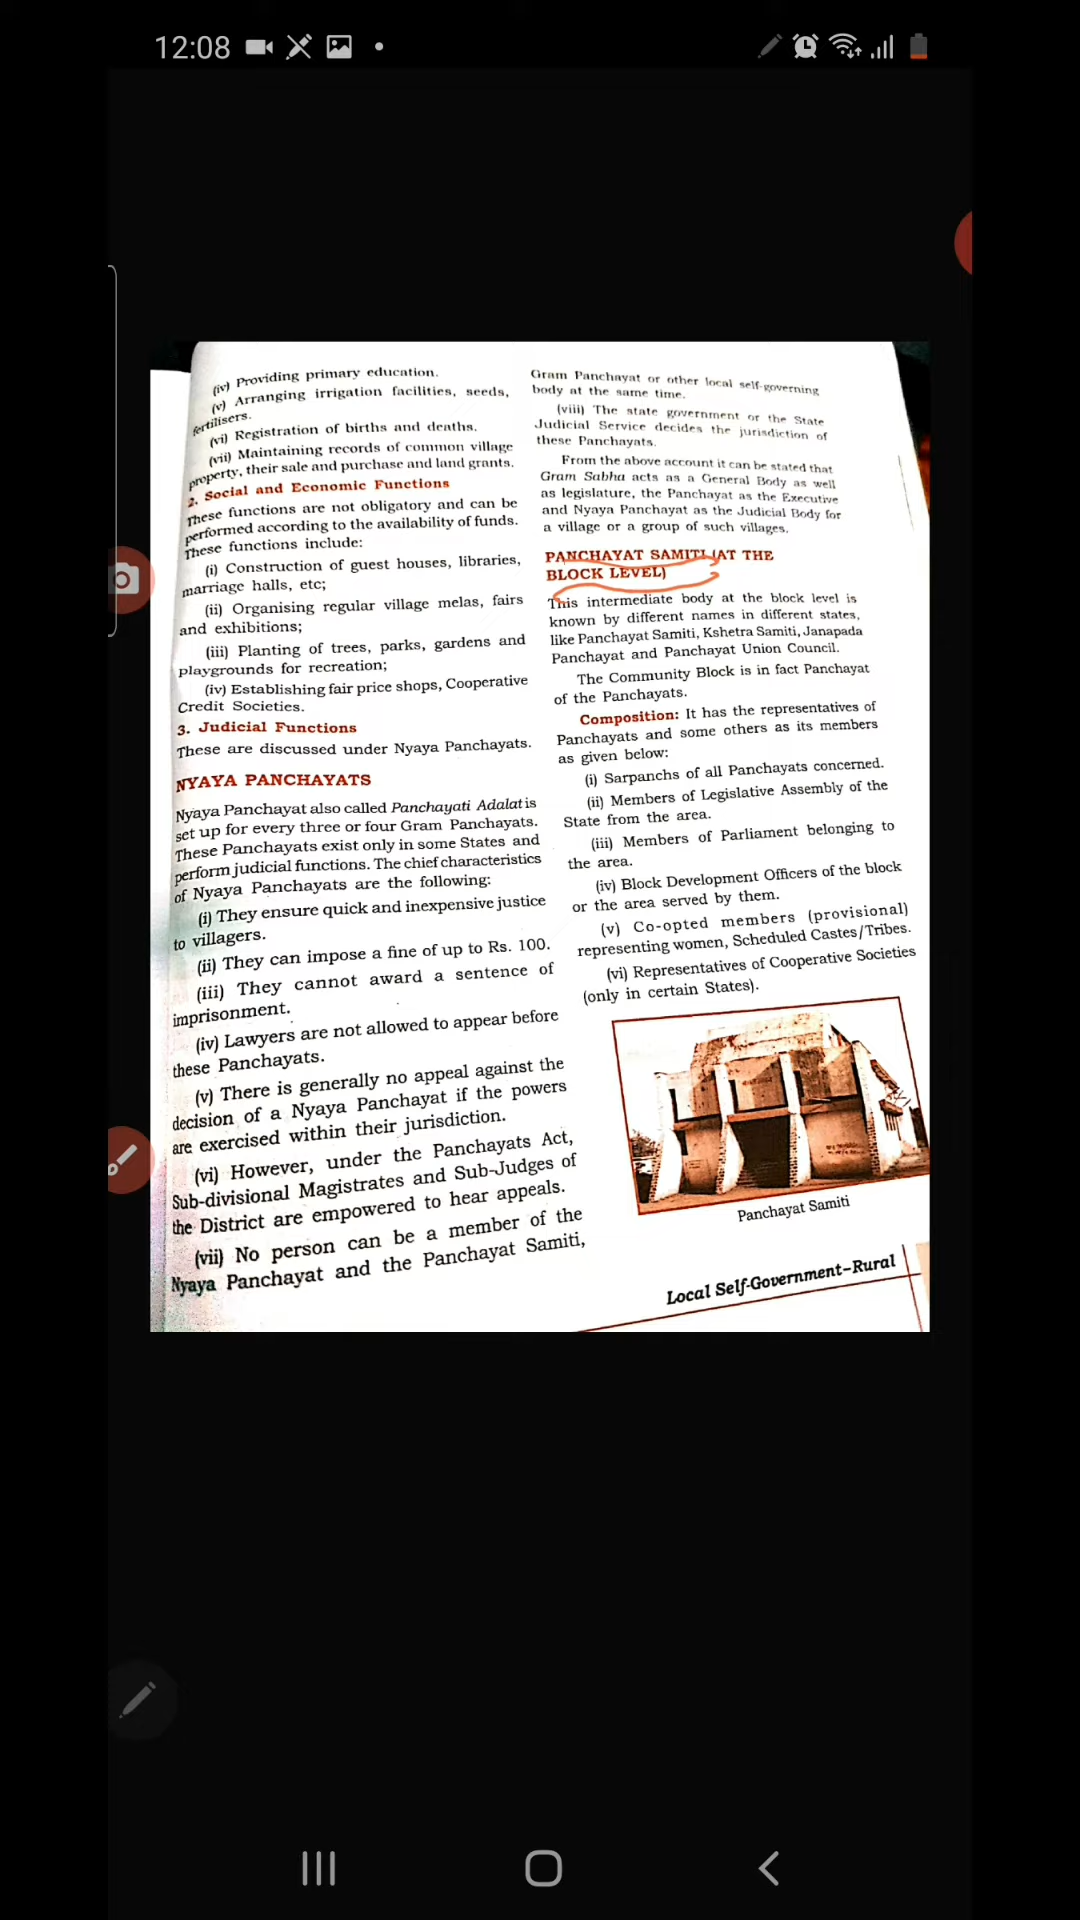 12:08
(iv) Providing primary education.
(v) Arranging irrigation facilities, seeds,
fertilisers.
(vi) Registration of births and deaths.
(vii) Maintaining records of common village
property, their sale and purchase and land grants.
2. Social and Economic Functions
These functions are not obligatory and can be
performed according to the availability of funds.
These functions include:
(i) Construction of guest houses, libraries,
marriage halls, etc;
(ii) Organising regular village melas, fairs
and exhibitions;
(iii) Planting of trees, parks, gardens and
playgrounds for recreation;
(iv) Establishing fair price shops, Cooperative
Credit Societies.
3. Judicial Functions
These are discussed under Nyaya Panchayats.
NYAYA PANCHAYATS
Nyaya Panchayat also called Panchayati Adalat is
set up for every three or four Gram Panchayats.
These Panchayats exist only in some States and
perform judicial functions. The chief characteristics
of Nyaya Panchayats are the following:
(i) They ensure quick and inexpensive justice
to villagers.
(ii) They can impose a fine of up to Rs. 100.
(iii) They cannot award a sentence of
imprisonment.
(iv) Lawyers are not allowed to appear before
these Panchayats.
(v) There is generally no appeal against the
decision of a Nyaya Panchayat if the powers
are exercised within their jurisdiction.
(vi) However, under the Panchayats Act,
Sub-divisional Magistrates and Sub-Judges of
the District are empowered to hear appeals.
(vii) No person can be a member of the
Nyaya Panchayat and the Panchayat Samiti,
Gram Panchayat or other local self-governing
body at the same time.
(viii) The state government or the State
Judicial Service decides the jurisdiction of
these Panchayats.
From the above account it can be stated that
Gram Sabha acts as a General Body as well
as legislature, the Panchayat as the Executive
and Nyaya Panchayat as the Judicial Body for
a village or a group of such villages.
PANCHAYAT SAMITI (AT THE
BLOCK LEVEL)
This intermediate body at the block level is
known by different names in different states,
like Panchayat Samiti, Kshetra Samiti, Janapada
Panchayat and Panchayat Union Council.
The Community Block is in fact Panchayat
of the Panchayats.
Composition: It has the representatives of
Panchayats and some others as its members
as given below:
(i) Sarpanchs of all Panchayats concerned.
(ii) Members of Legislative Assembly of the
State from the area.
(iii) Members of Parliament belonging to
the area.
(iv) Block Development Officers of the block
or the area served by them.
(v) Co-opted members (provisional)
representing women, Scheduled Castes/Tribes.
(vi) Representatives of Cooperative Societies
(only in certain States).
Panchayat Samiti
Local Self-Government–Rural